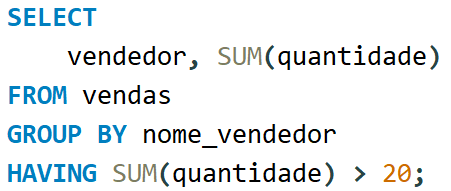 SELECT
    vendedor, SUM(quantidade)
FROM vendas
GROUP BY nome_vendedor
HAVING SUM(quantidade) > 20;